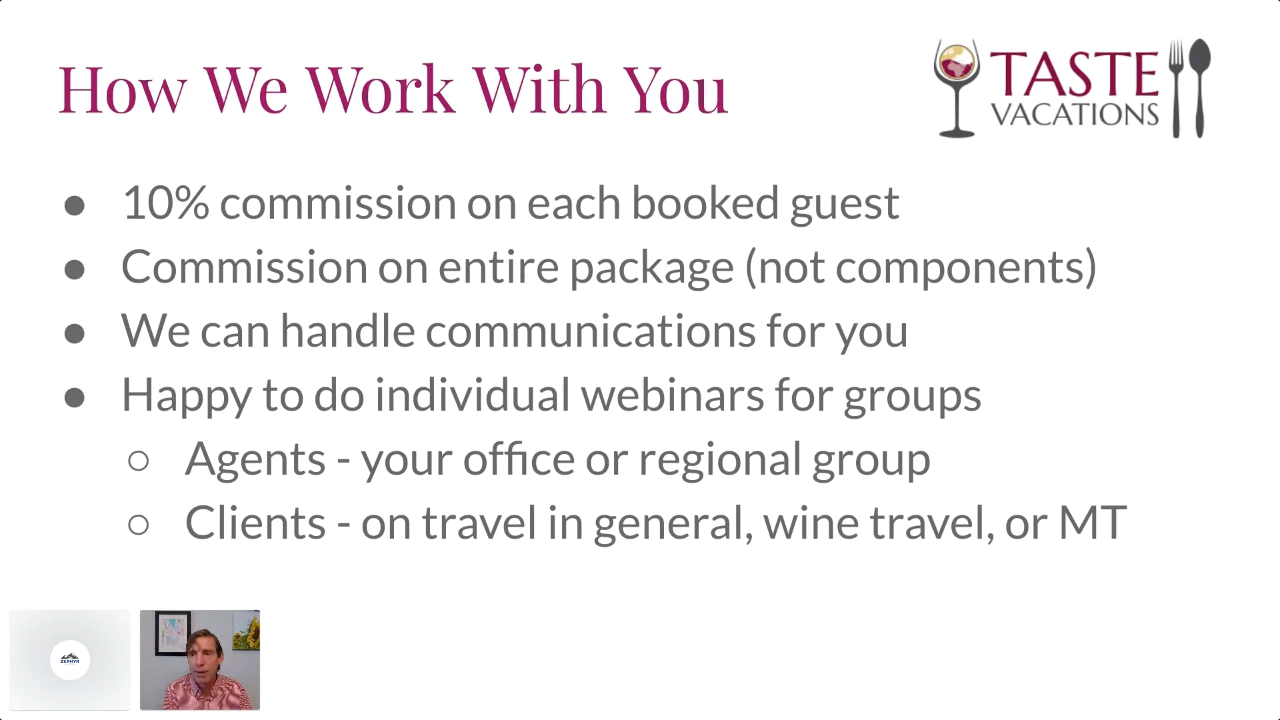 How We Work With You
TASTE
VACATIONS
● 10% commission on each booked guest
● Commission on entire package (not components)
● We can handle communications for you
● Happy to do individual webinars for groups
○ Agents - your office or regional group
○ Clients - on travel in general, wine travel, or MT
ZEPHYR